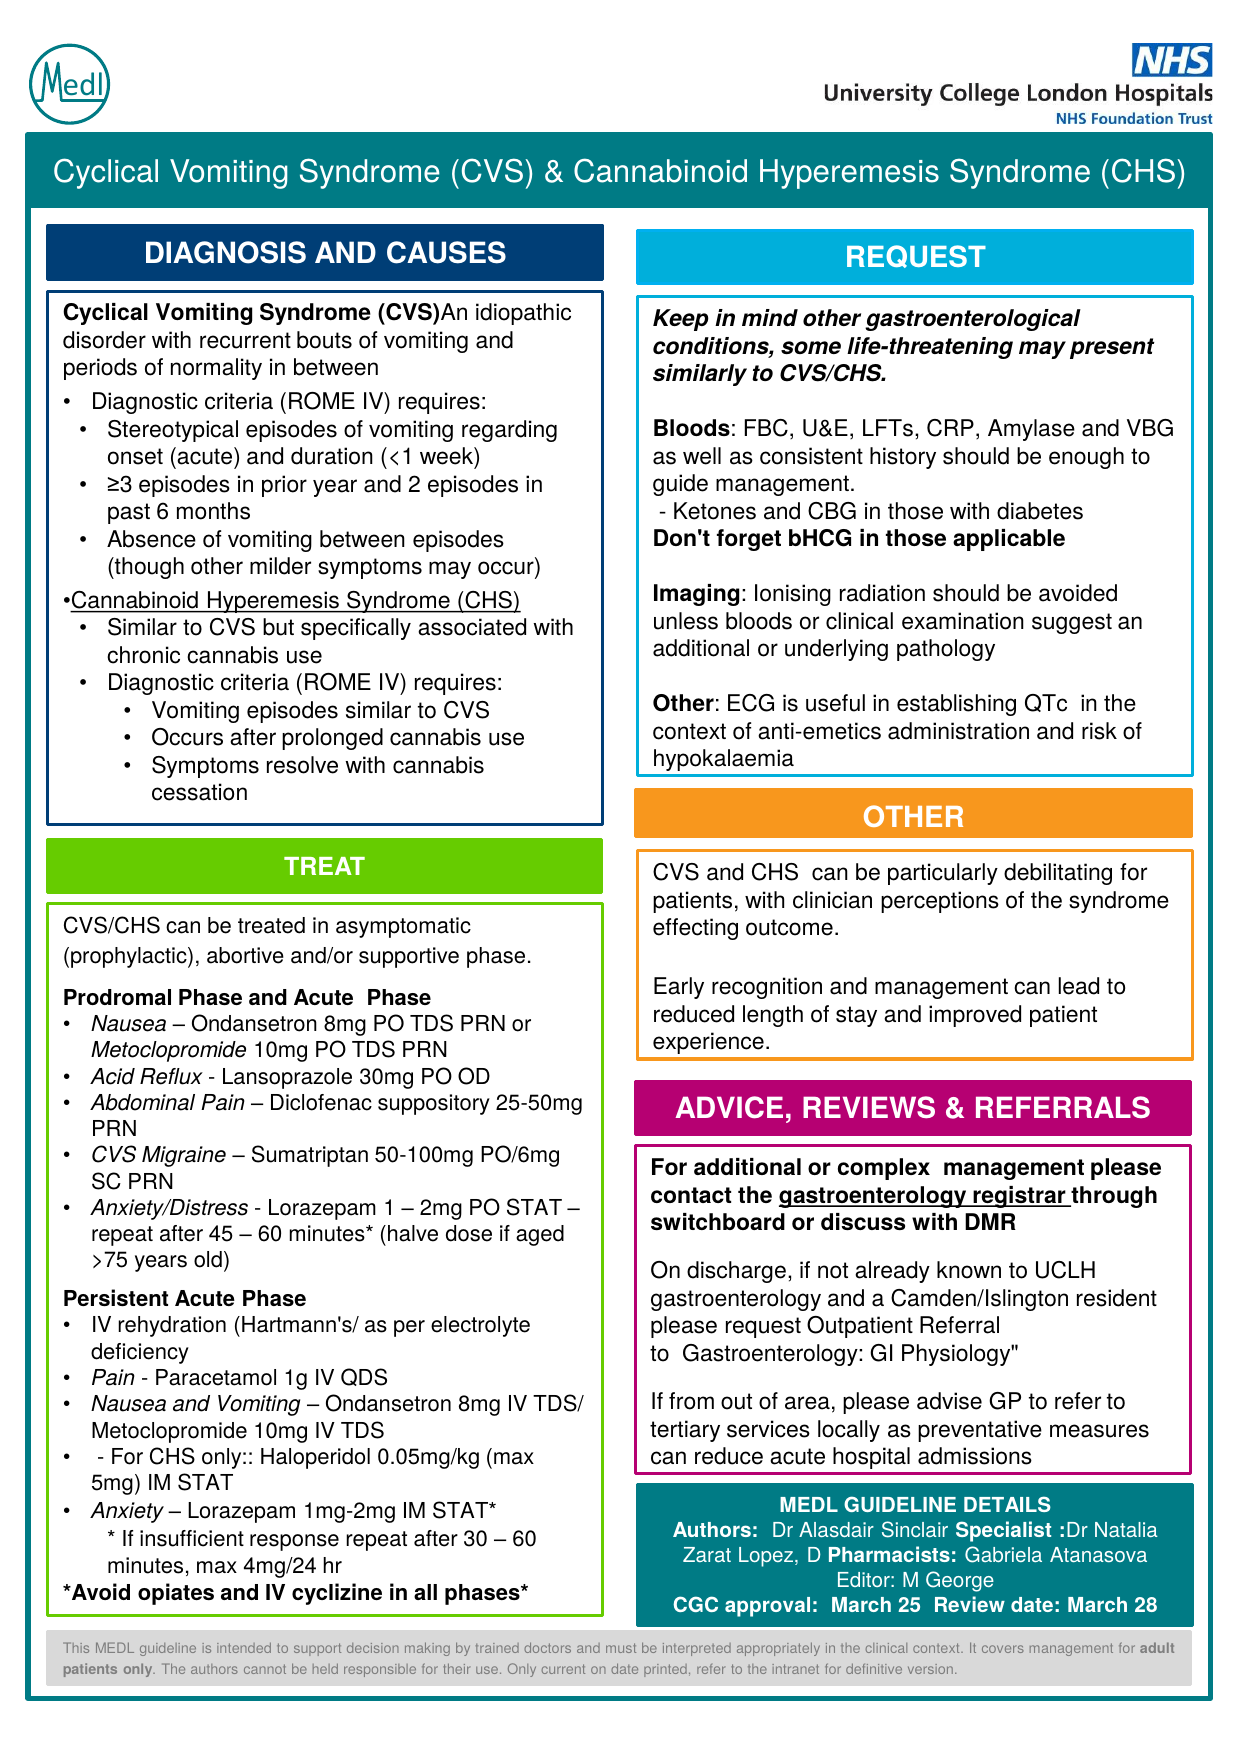 Medl
NHS
University College London Hospitals
NHS Foundation Trust
Cyclical Vomiting Syndrome (CVS) & Cannabinoid Hyperemesis Syndrome (CHS)
DIAGNOSIS AND CAUSES
Cyclical Vomiting Syndrome (CVS)An idiopathic
disorder with recurrent bouts of vomiting and
periods of normality in between
• Diagnostic criteria (ROME IV) requires:
• Stereotypical episodes of vomiting regarding
onset (acute) and duration (<1 week)
• ≥3 episodes in prior year and 2 episodes in
past 6 months
• Absence of vomiting between episodes
(though other milder symptoms may occur)
•Cannabinoid Hyperemesis Syndrome (CHS)
• Similar to CVS but specifically associated with
chronic cannabis use
• Diagnostic criteria (ROME IV) requires:
• Vomiting episodes similar to CVS
• Occurs after prolonged cannabis use
• Symptoms resolve with cannabis
cessation
TREAT
CVS/CHS can be treated in asymptomatic
(prophylactic), abortive and/or supportive phase.
Prodromal Phase and Acute Phase
• Nausea – Ondansetron 8mg PO TDS PRN or
Metoclopromide 10mg PO TDS PRN
• Acid Reflux - Lansoprazole 30mg PO OD
• Abdominal Pain – Diclofenac suppository 25-50mg
PRN
• CVS Migraine – Sumatriptan 50-100mg PO/6mg
SC PRN
• Anxiety/Distress - Lorazepam 1 – 2mg PO STAT –
repeat after 45 – 60 minutes* (halve dose if aged
>75 years old)
Persistent Acute Phase
• IV rehydration (Hartmann's/ as per electrolyte
deficiency
• Pain - Paracetamol 1g IV QDS
• Nausea and Vomiting – Ondansetron 8mg IV TDS/
Metoclopromide 10mg IV TDS
• - For CHS only:: Haloperidol 0.05mg/kg (max
5mg) IM STAT
• Anxiety – Lorazepam 1mg-2mg IM STAT*
* If insufficient response repeat after 30 – 60
minutes, max 4mg/24 hr
*Avoid opiates and IV cyclizine in all phases*
REQUEST
Keep in mind other gastroenterological
conditions, some life-threatening may present
similarly to CVS/CHS.
Bloods: FBC, U&E, LFTs, CRP, Amylase and VBG
as well as consistent history should be enough to
guide management.
- Ketones and CBG in those with diabetes
Don't forget bHCG in those applicable
Imaging: Ionising radiation should be avoided
unless bloods or clinical examination suggest an
additional or underlying pathology
Other: ECG is useful in establishing QTc in the
context of anti-emetics administration and risk of
hypokalaemia
OTHER
CVS and CHS can be particularly debilitating for
patients, with clinician perceptions of the syndrome
effecting outcome.
Early recognition and management can lead to
reduced length of stay and improved patient
experience.
ADVICE, REVIEWS & REFERRALS
For additional or complex management please
contact the gastroenterology registrar through
switchboard or discuss with DMR
On discharge, if not already known to UCLH
gastroenterology and a Camden/Islington resident
please request Outpatient Referral
to Gastroenterology: GI Physiology"
If from out of area, please advise GP to refer to
tertiary services locally as preventative measures
can reduce acute hospital admissions
MEDL GUIDELINE DETAILS
Authors: Dr Alasdair Sinclair Specialist :Dr Natalia
Zarat Lopez, D Pharmacists: Gabriela Atanasova
Editor: M George
CGC approval: March 25 Review date: March 28
This MEDL guideline is intended to support decision making by trained doctors and must be interpreted appropriately in the clinical context. It covers management for adult
patients only. The authors cannot be held responsible for their use. Only current on date printed, refer to the intranet for definitive version.